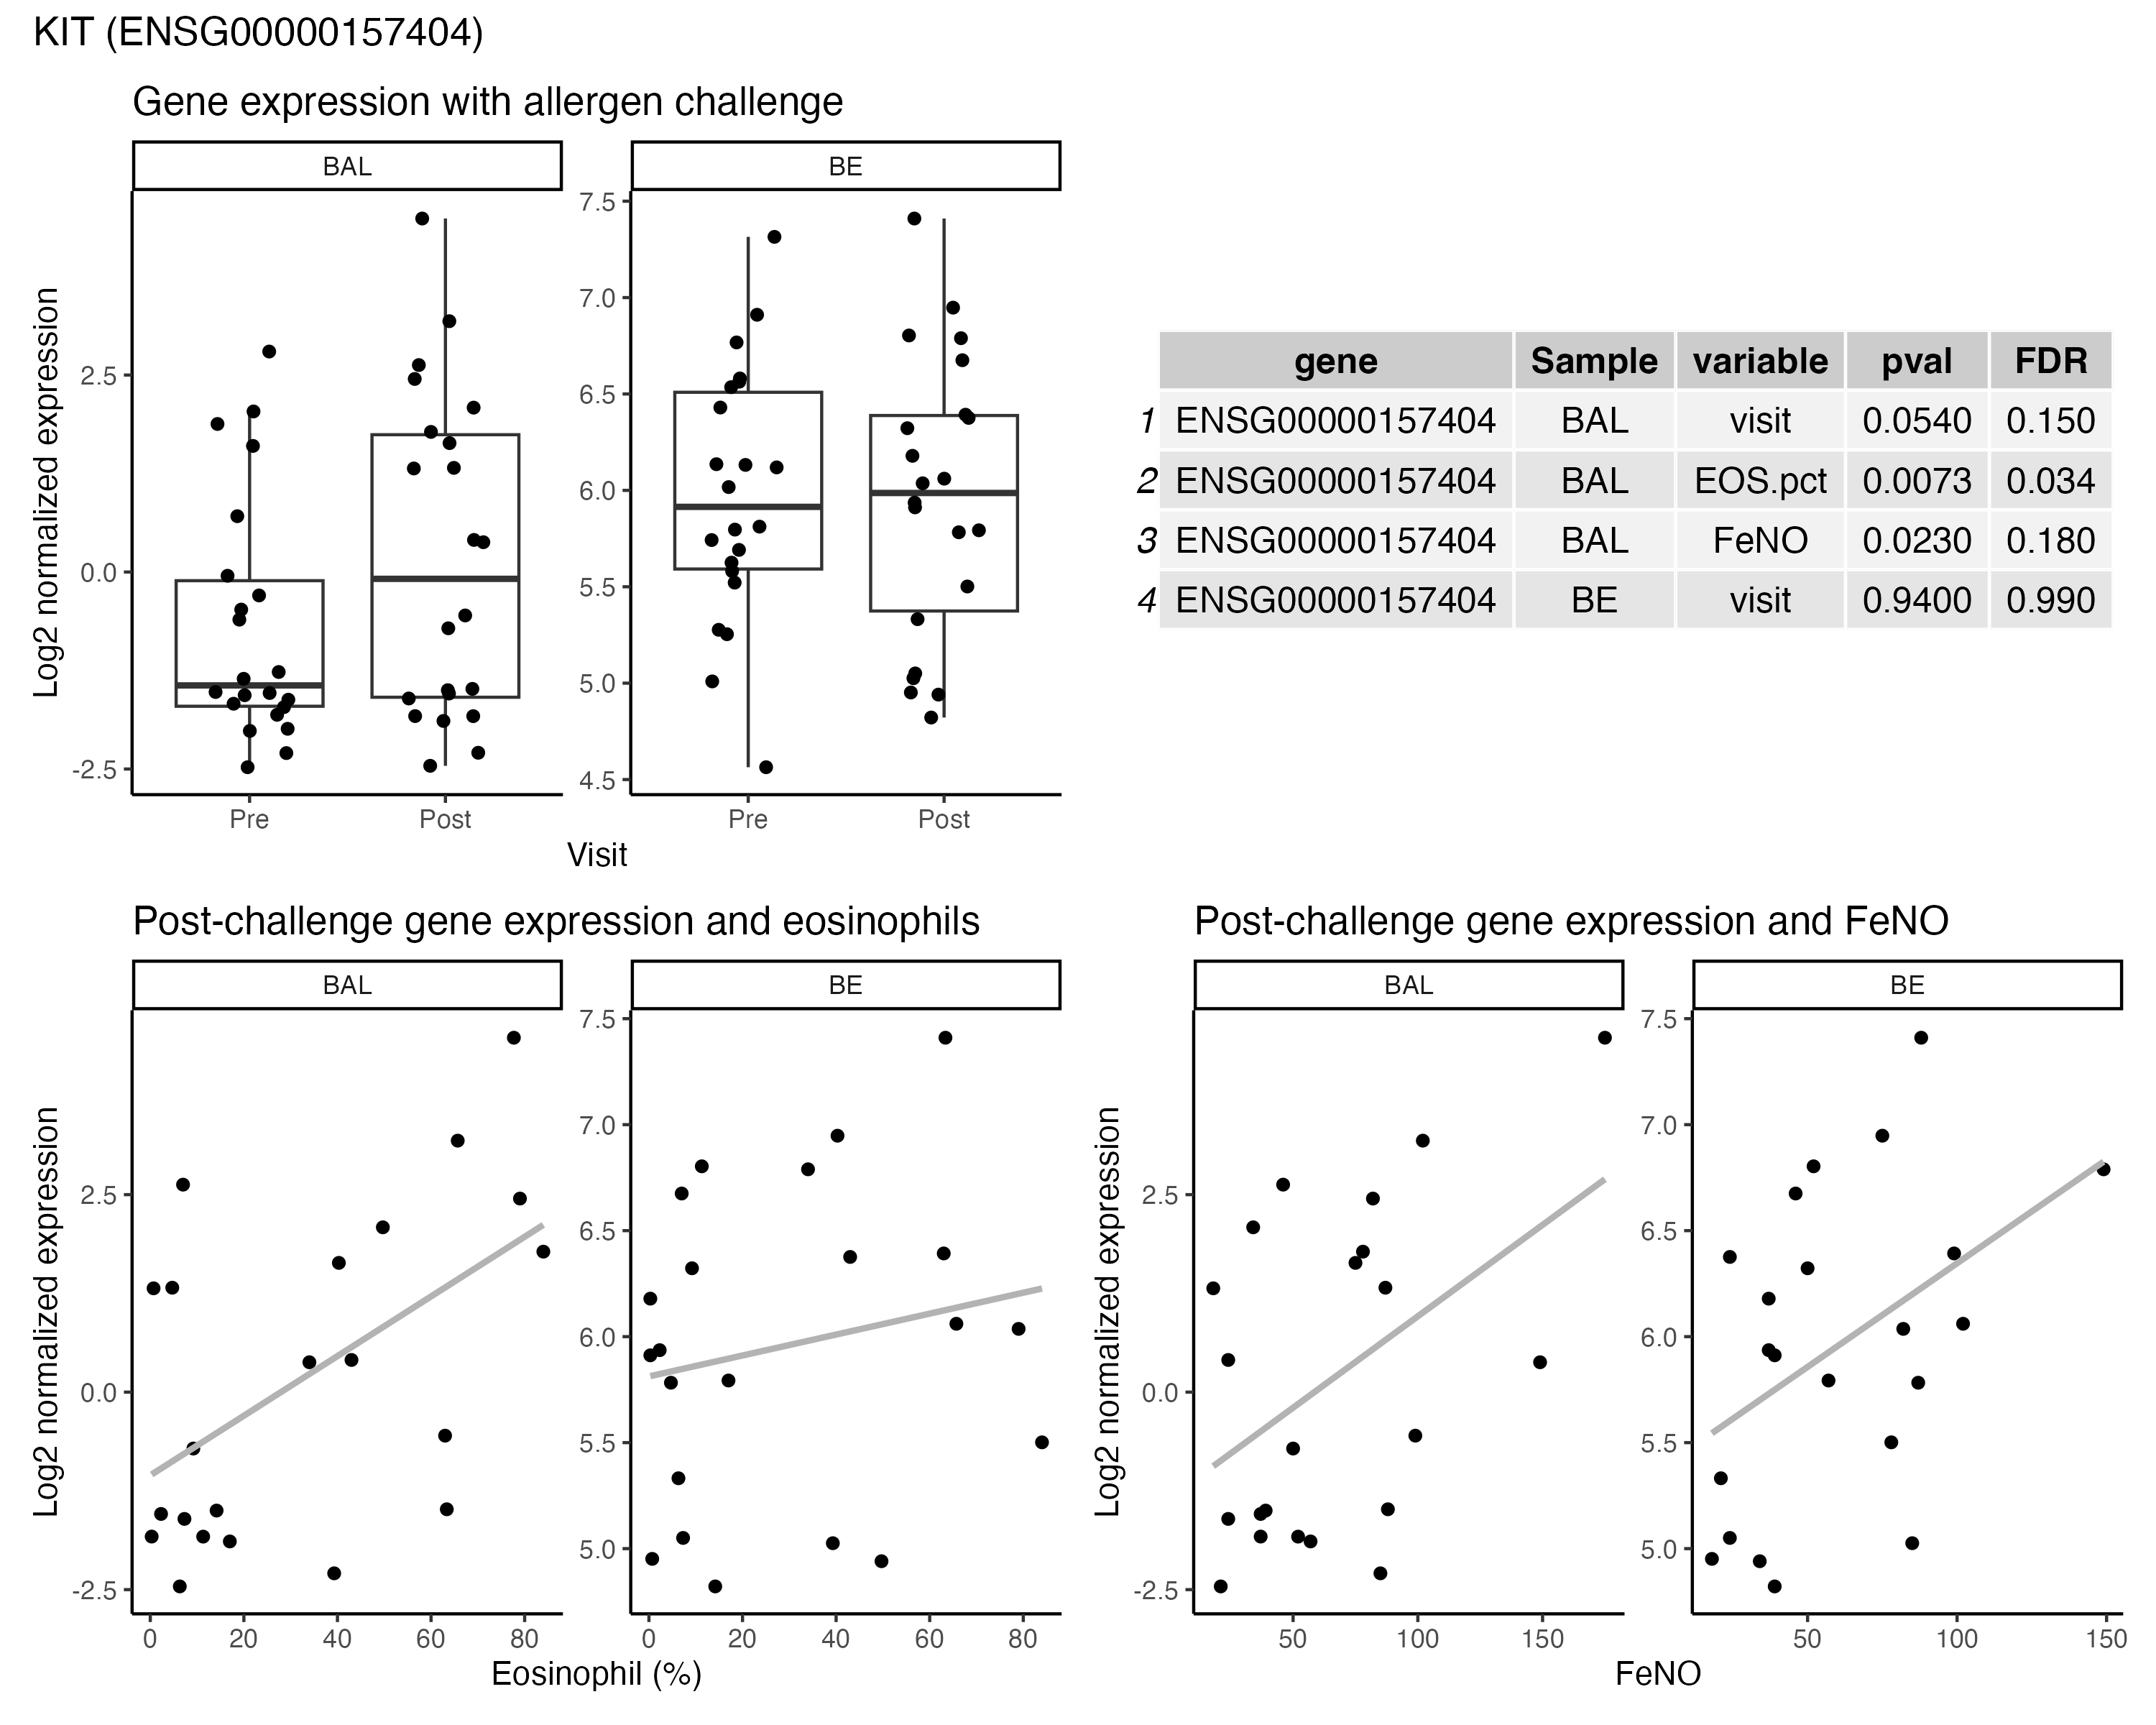 KIT (ENSG00000157404)
Gene expression with allergen challenge
BAL BE
Log2 normalized expression
2.5
0.0
-2.5
7.5
7.0
6.5
6.0
5.5
5.0
4.5
Pre Post Pre Post
Visit
gene Sample variable pval FDR
1 ENSG00000157404 BAL visit 0.0540 0.150
2 ENSG00000157404 BAL EOS.pct 0.0073 0.034
3 ENSG00000157404 BAL FeNO 0.0230 0.180
4 ENSG00000157404 BE visit 0.9400 0.990
Post-challenge gene expression and eosinophils
BAL BE
Log2 normalized expression
2.5
0.0
-2.5
7.5
7.0
6.5
6.0
5.5
5.0
0 20 40 60 80 0 20 40 60 80
Eosinophil (%)
Post-challenge gene expression and FeNO
BAL BE
Log2 normalized expression
2.5
0.0
-2.5
7.5
7.0
6.5
6.0
5.5
5.0
50 100 150 50 100 150
FeNO